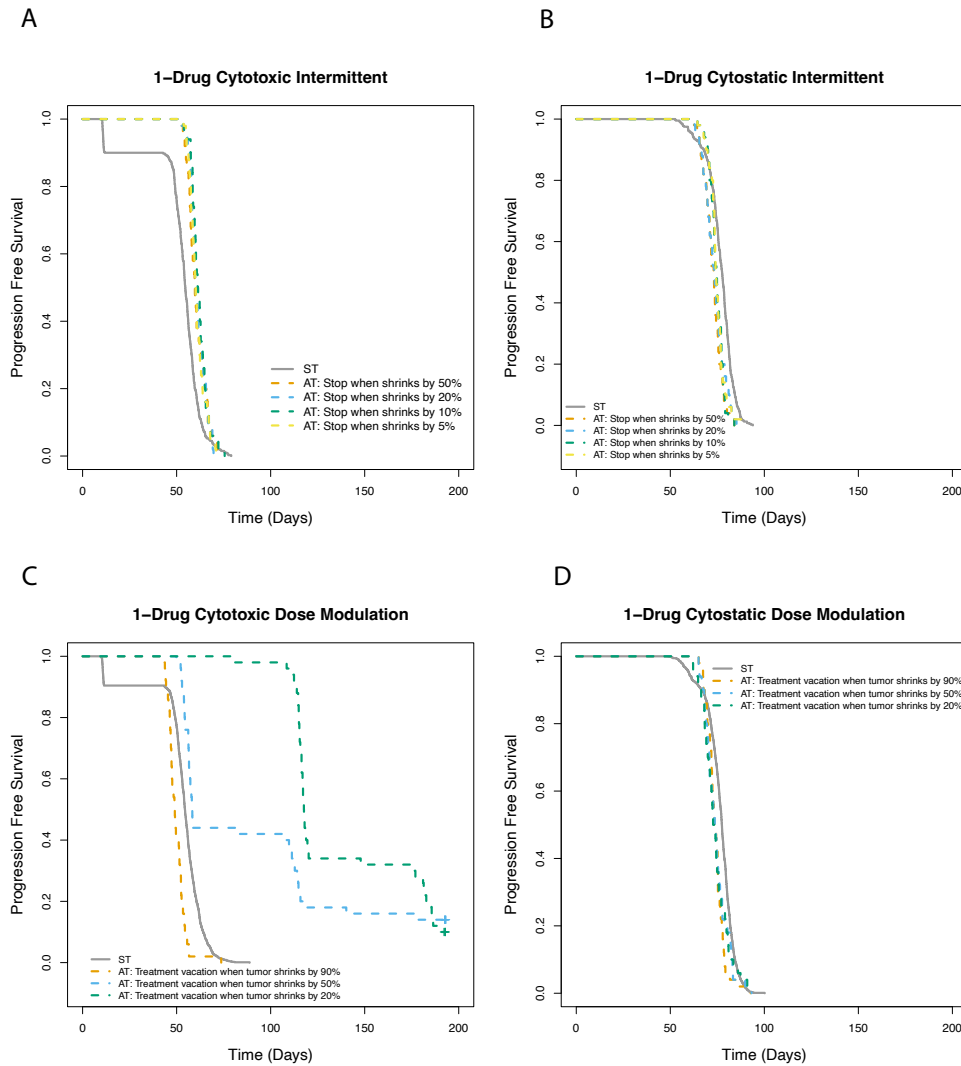 A
1−Drug Cytotoxic Intermittent
Progression Free Survival
1.0
0.8
0.6
0.4
0.2
0.0
ST
AT: Stop when shrinks by 50%
AT: Stop when shrinks by 20%
AT: Stop when shrinks by 10%
AT: Stop when shrinks by 5%
0 50 100 150 200
Time (Days)
B
1−Drug Cytostatic Intermittent
Progression Free Survival
1.0
0.8
0.6
0.4
0.2
0.0
ST
AT: Stop when shrinks by 50%
AT: Stop when shrinks by 20%
AT: Stop when shrinks by 10%
AT: Stop when shrinks by 5%
0 50 100 150 200
Time (Days)
C
1−Drug Cytotoxic Dose Modulation
Progression Free Survival
1.0
0.8
0.6
0.4
0.2
0.0
ST
AT: Treatment vacation when tumor shrinks by 90%
AT: Treatment vacation when tumor shrinks by 50%
AT: Treatment vacation when tumor shrinks by 20%
0 50 100 150 200
Time (Days)
D
1−Drug Cytostatic Dose Modulation
Progression Free Survival
1.0
0.8
0.6
0.4
0.2
0.0
ST
AT: Treatment vacation when tumor shrinks by 90%
AT: Treatment vacation when tumor shrinks by 50%
AT: Treatment vacation when tumor shrinks by 20%
0 50 100 150 200
Time (Days)